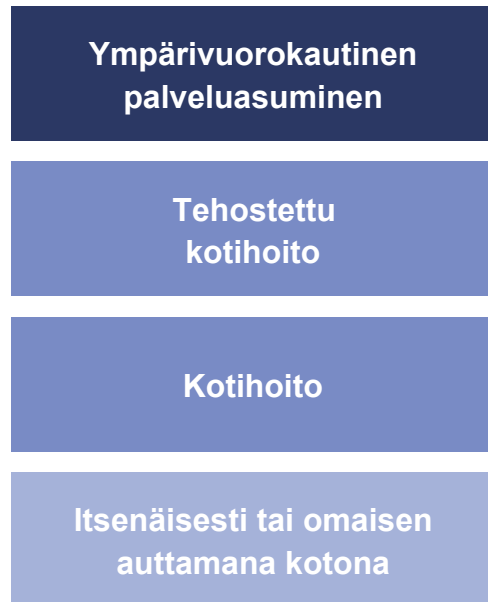 Ympärivuorokautinen
palveluasuminen
Tehostettu
kotihoito
Kotihoito
Itsenäisesti tai omaisen
auttamana kotona